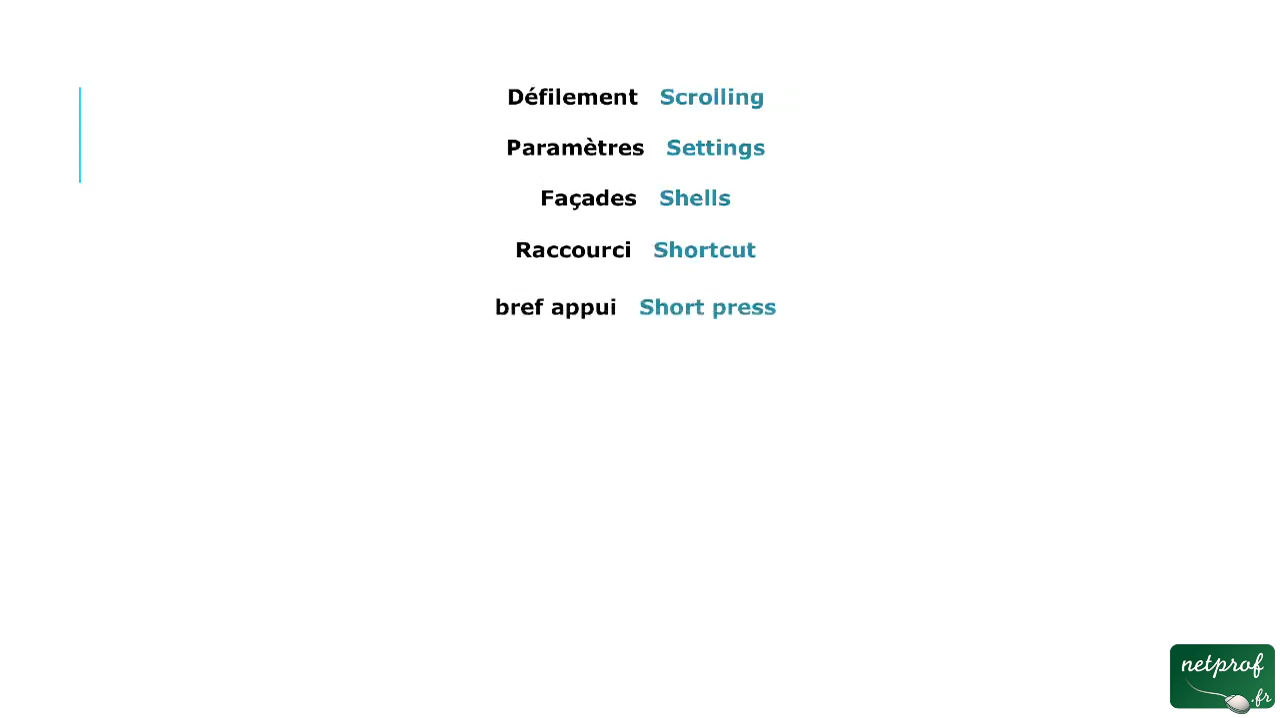 Défilement Scrolling
Paramètres Settings
Façades Shells
Raccourci Shortcut
bref appui Short press
netprof
.fr